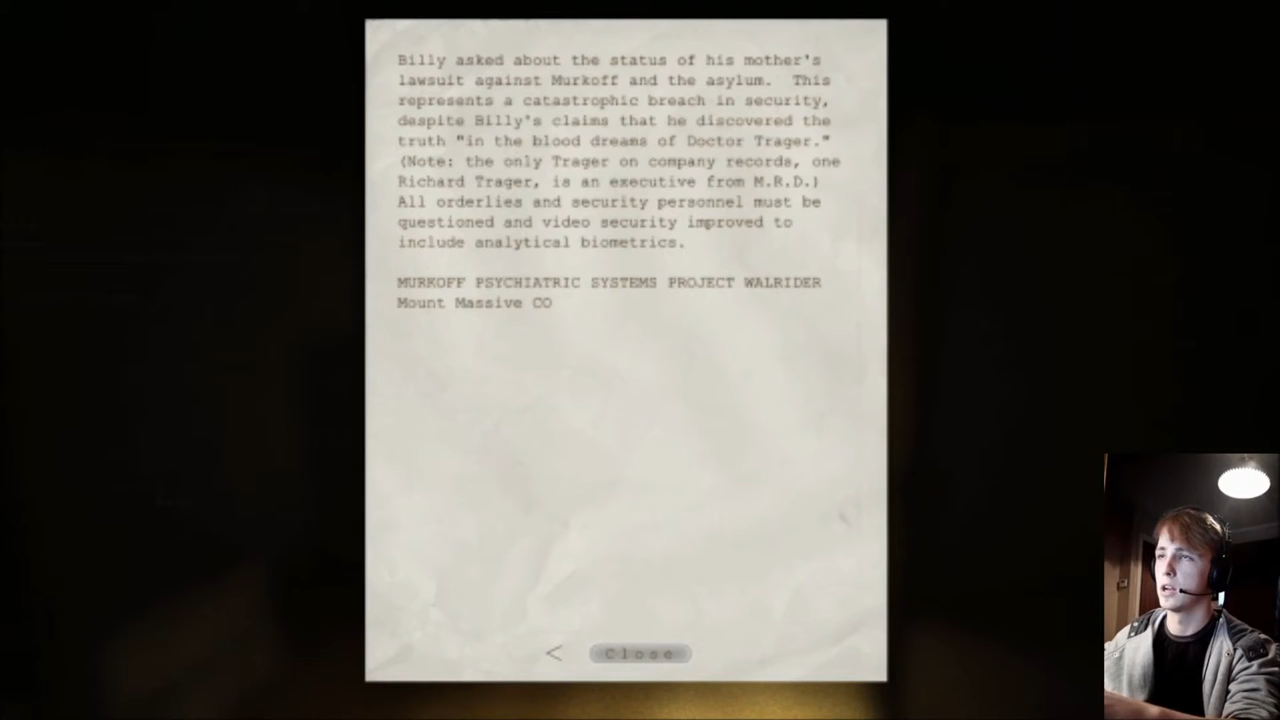 Billy asked about the status of his mother's
lawsuit against Murkoff and the asylum.  This
represents a catastrophic breach in security,
despite Billy's claims that he discovered the
truth "in the blood dreams of Doctor Trager."
(Note: the only Trager on company records, one
Richard Trager, is an executive from M.R.D.)
All orderlies and security personnel must be
questioned and video security improved to
include analytical biometrics.
MURKOFF PSYCHIATRIC SYSTEMS PROJECT WALRIDER
Mount Massive CO
< Close